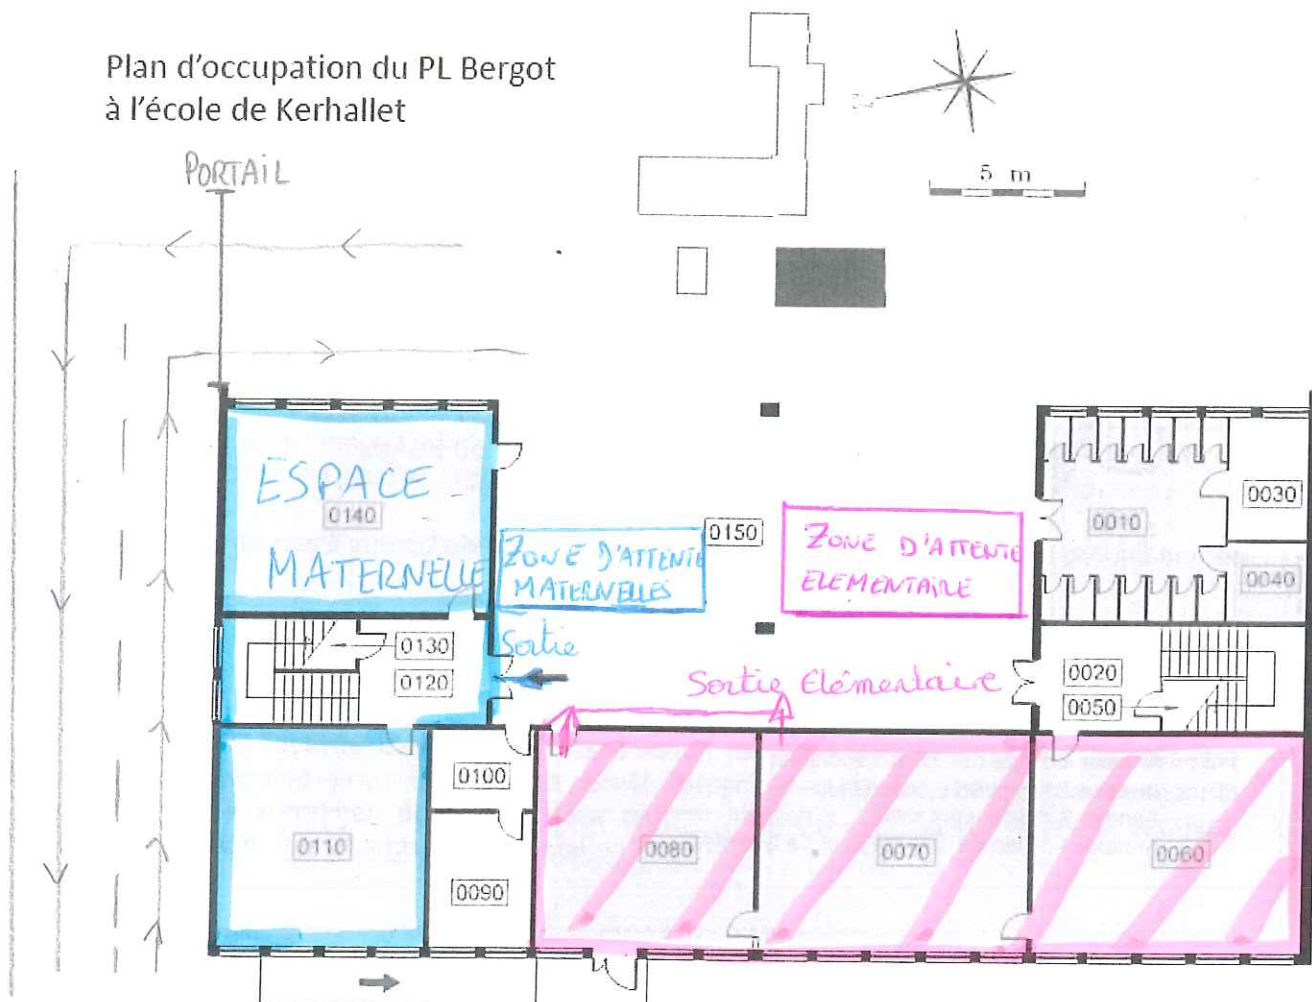 Plan d'occupation du PL Bergot
à l'école de Kerhallet
PORTAIL
5 m
ESPACE
0140
MATERNELLE
ZONE D'ATTENTE
MATERNELLES
0150
ZONE D'ATTENTE
ELEMENTAIRE
0010
0030
0040
Sortie
0130
0120
Sortie Elémentaire
0020
0050
0100
0110
0090
0080
0070
0060